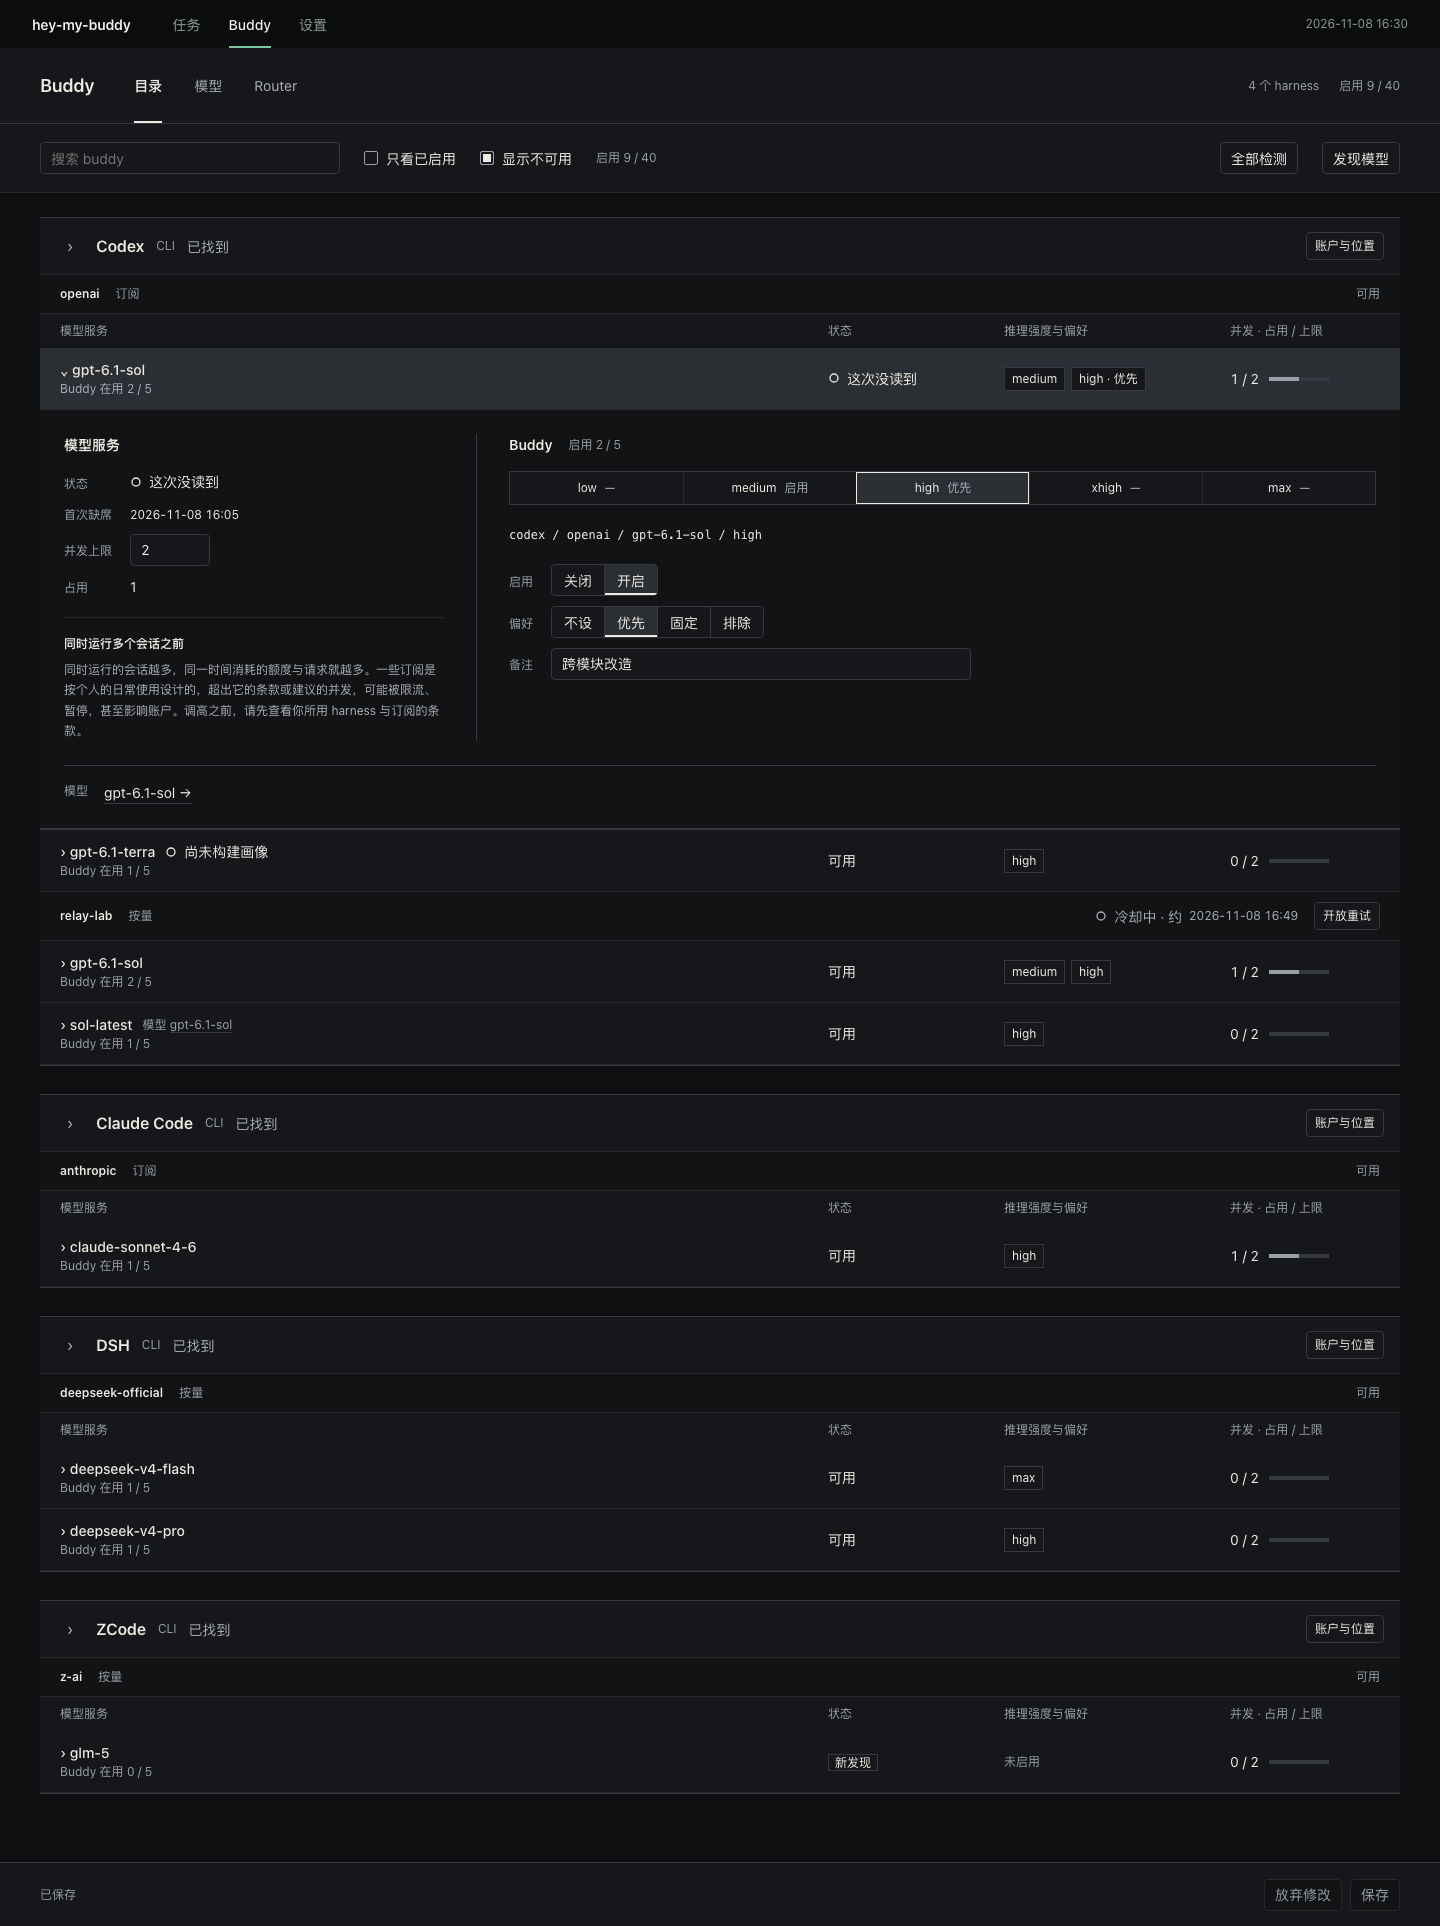 hey-my-buddy 任务 Buddy 设置 2026-11-08 16:30
Buddy 目录 模型 Router 4 个 harness 启用 9 / 40
搜索 buddy 只看已启用 显示不可用 启用 9 / 40 全部检测 发现模型
› Codex CLI 已找到 账户与位置
openai 订阅 可用
模型服务 状态 推理强度与偏好 并发 · 占用 / 上限
gpt-6.1-sol 这次没读到 medium high · 优先 1 / 2
Buddy 在用 2 / 5
模型服务
状态 这次没读到
首次缺席 2026-11-08 16:05
并发上限 2
占用 1
同时运行多个会话之前
同时运行的会话越多，同一时间消耗的额度与请求就越多。一些订阅是
按个人的日常使用设计的，超出它的条款或建议的并发，可能被限流、
暂停，甚至影响账户。调高之前，请先查看你所用 harness 与订阅的条
款。
Buddy 启用 2 / 5
low — medium 启用 high 优先 xhigh — max —
codex / openai / gpt-6.1-sol / high
启用 关闭 开启
偏好 不设 优先 固定 排除
备注 跨模块改造
模型 gpt-6.1-sol →
› gpt-6.1-terra 尚未构建画像 可用 high 0 / 2
Buddy 在用 1 / 5
relay-lab 按量 冷却中 · 约 2026-11-08 16:49 开放重试
› gpt-6.1-sol 可用 medium high 1 / 2
Buddy 在用 2 / 5
› sol-latest 模型 gpt-6.1-sol 可用 high 0 / 2
Buddy 在用 1 / 5
› Claude Code CLI 已找到 账户与位置
anthropic 订阅 可用
模型服务 状态 推理强度与偏好 并发 · 占用 / 上限
› claude-sonnet-4-6 可用 high 1 / 2
Buddy 在用 1 / 5
› DSH CLI 已找到 账户与位置
deepseek-official 按量 可用
模型服务 状态 推理强度与偏好 并发 · 占用 / 上限
› deepseek-v4-flash 可用 max 0 / 2
Buddy 在用 1 / 5
› deepseek-v4-pro 可用 high 0 / 2
Buddy 在用 1 / 5
› ZCode CLI 已找到 账户与位置
z-ai 按量 可用
模型服务 状态 推理强度与偏好 并发 · 占用 / 上限
› glm-5 新发现 未启用 0 / 2
Buddy 在用 0 / 5
已保存 放弃修改 保存